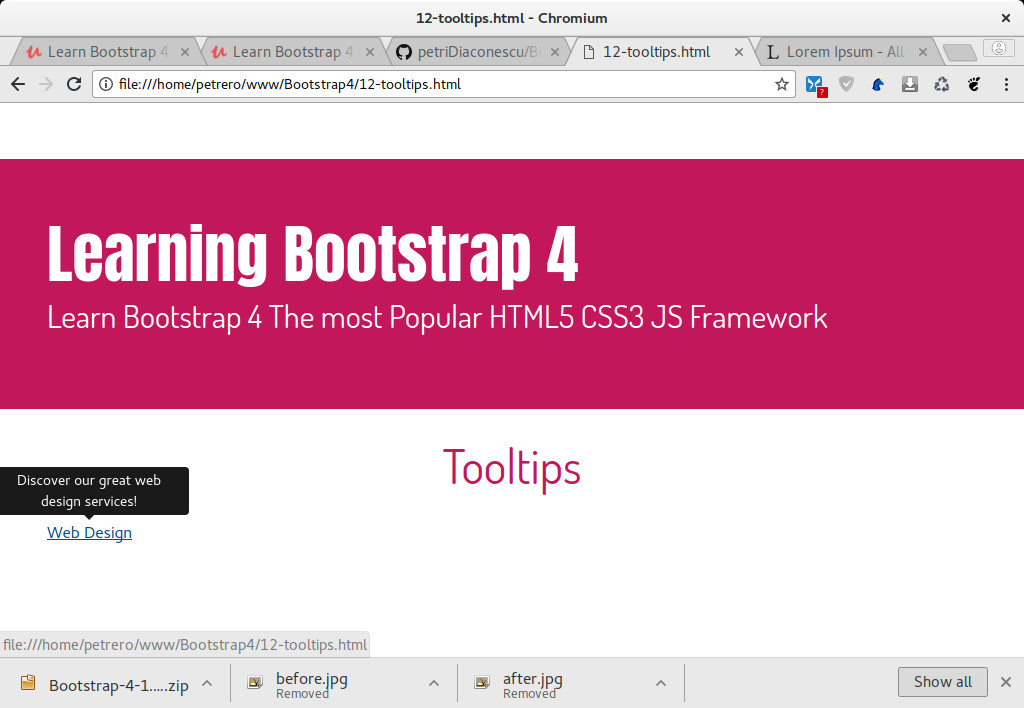 12-tooltips.html - Chromium
Learn Bootstrap 4
Learn Bootstrap 4
petriDiaconescu/Bo
12-tooltips.html
L
Lorem Ipsum - All
file:///home/petrero/www/Bootstrap4/12-tooltips.html
?
Learning Bootstrap 4
Learn Bootstrap 4 The most Popular HTML5 CSS3 JS Framework
Tooltips
Discover our great web
design services!
Web Design
file:///home/petrero/www/Bootstrap4/12-tooltips.html
Bootstrap-4-1.....zip
before.jpg
Removed
after.jpg
Removed
Show all